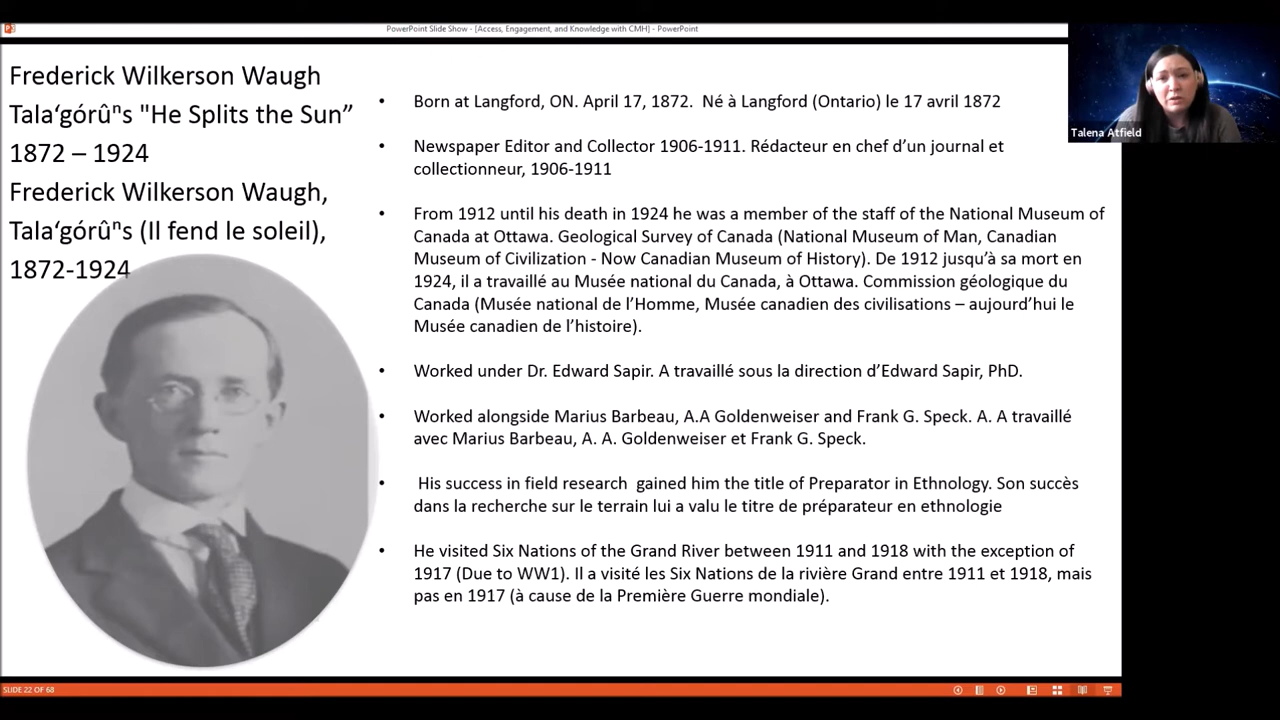 PowerPoint Slide Show - [Access, Engagement, and Knowledge with CMH] - PowerPoint
Frederick Wilkerson Waugh
Tala‘górûⁿs "He Splits the Sun”
1872 – 1924
Frederick Wilkerson Waugh,
Tala‘górûⁿs (Il fend le soleil),
1872-1924
• Born at Langford, ON. April 17, 1872. Né à Langford (Ontario) le 17 avril 1872
• Newspaper Editor and Collector 1906-1911. Rédacteur en chef d’un journal et
collectionneur, 1906-1911
• From 1912 until his death in 1924 he was a member of the staff of the National Museum of
Canada at Ottawa. Geological Survey of Canada (National Museum of Man, Canadian
Museum of Civilization - Now Canadian Museum of History). De 1912 jusqu’à sa mort en
1924, il a travaillé au Musée national du Canada, à Ottawa. Commission géologique du
Canada (Musée national de l’Homme, Musée canadien des civilisations – aujourd’hui le
Musée canadien de l’histoire).
• Worked under Dr. Edward Sapir. A travaillé sous la direction d’Edward Sapir, PhD.
• Worked alongside Marius Barbeau, A.A Goldenweiser and Frank G. Speck. A. A travaillé
avec Marius Barbeau, A. A. Goldenweiser et Frank G. Speck.
• His success in field research gained him the title of Preparator in Ethnology. Son succès
dans la recherche sur le terrain lui a valu le titre de préparateur en ethnologie
• He visited Six Nations of the Grand River between 1911 and 1918 with the exception of
1917 (Due to WW1). Il a visité les Six Nations de la rivière Grand entre 1911 et 1918, mais
pas en 1917 (à cause de la Première Guerre mondiale).
Talena Atfield
SLIDE 22 OF 68